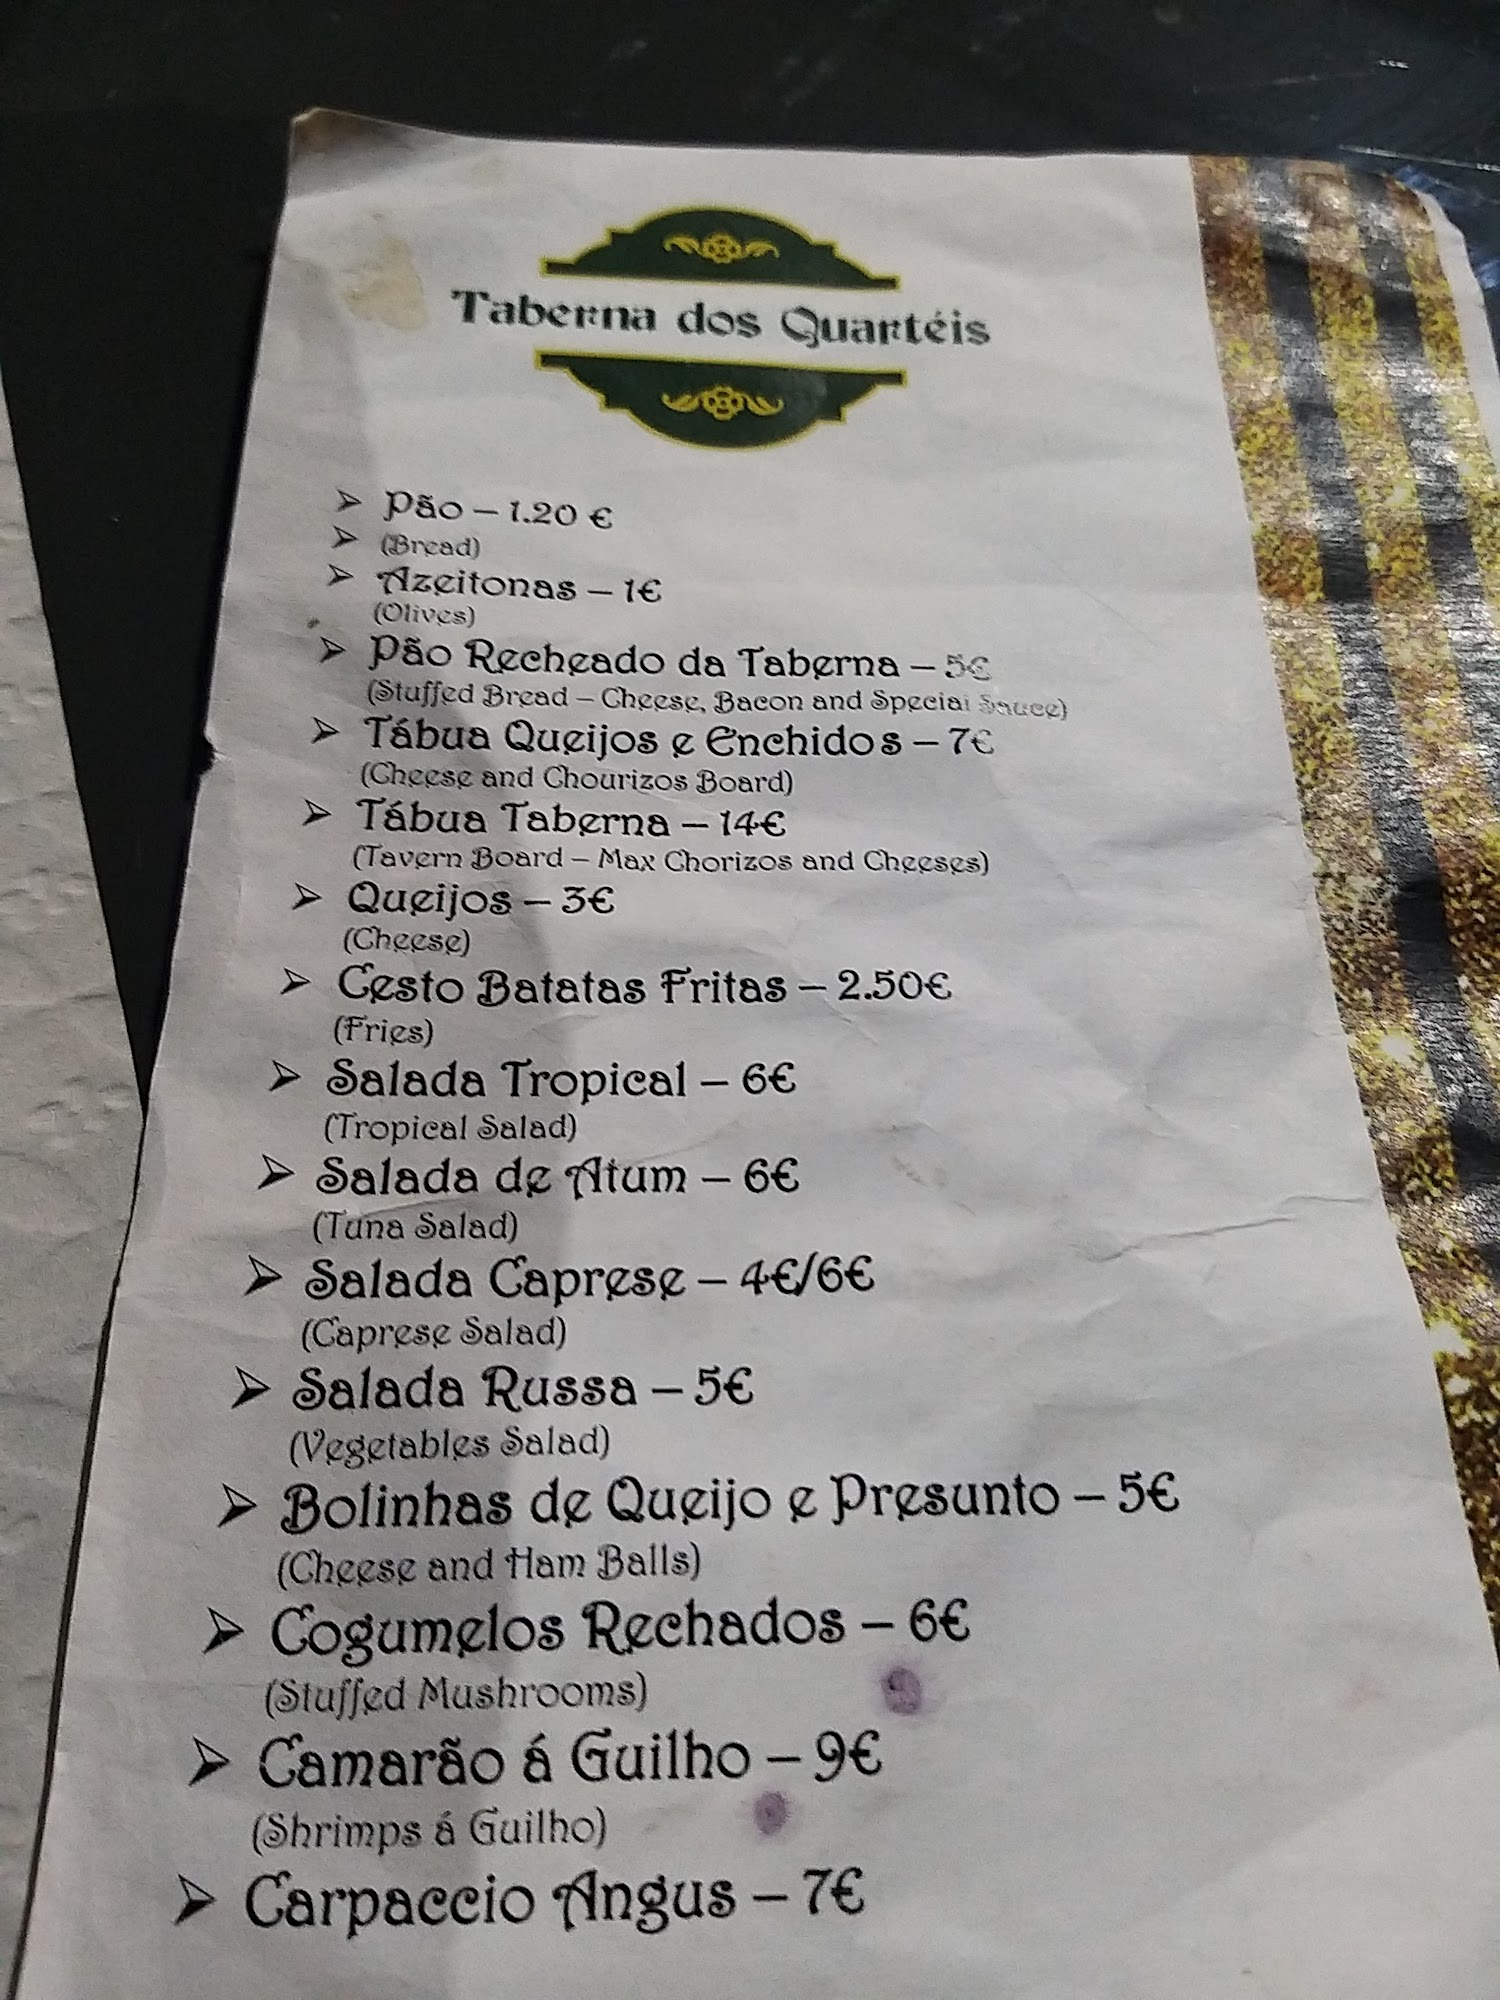 Taberna dos Quartéis
➢ Pão – 1.20 €
➢ (Bread)
➢ Azeitonas – 1€
(Olives)
➢ Pão Recheado da Taberna – 5€
(Stuffed Bread – Cheese, Bacon and Special Sauce)
➢ Tábua Queijos e Enchidos – 7€
(Cheese and Chourizos Board)
➢ Tábua Taberna – 14€
(Tavern Board – Max Chorizos and Cheeses)
➢ Queijos – 3€
(Cheese)
➢ Cesto Batatas Fritas – 2.50€
(Fries)
➢ Salada Tropical – 6€
(Tropical Salad)
➢ Salada de Atum – 6€
(Tuna Salad)
➢ Salada Caprese – 4€/6€
(Caprese Salad)
➢ Salada Russa – 5€
(Vegetables Salad)
➢ Bolinhas de Queijo e Presunto – 5€
(Cheese and Ham Balls)
➢ Cogumelos Rechados – 6€
(Stuffed Mushrooms)
➢ Camarão á Guilho – 9€
(Shrimps á Guilho)
➢ Carpaccio Angus – 7€